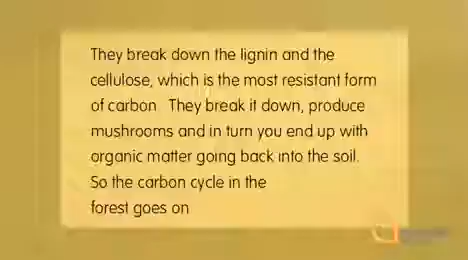 They break down the lignin and the
cellulose, which is the most resistant form
of carbon. They break it down, produce
mushrooms and in turn you end up with
organic matter going back into the soil.
So the carbon cycle in the
forest goes on